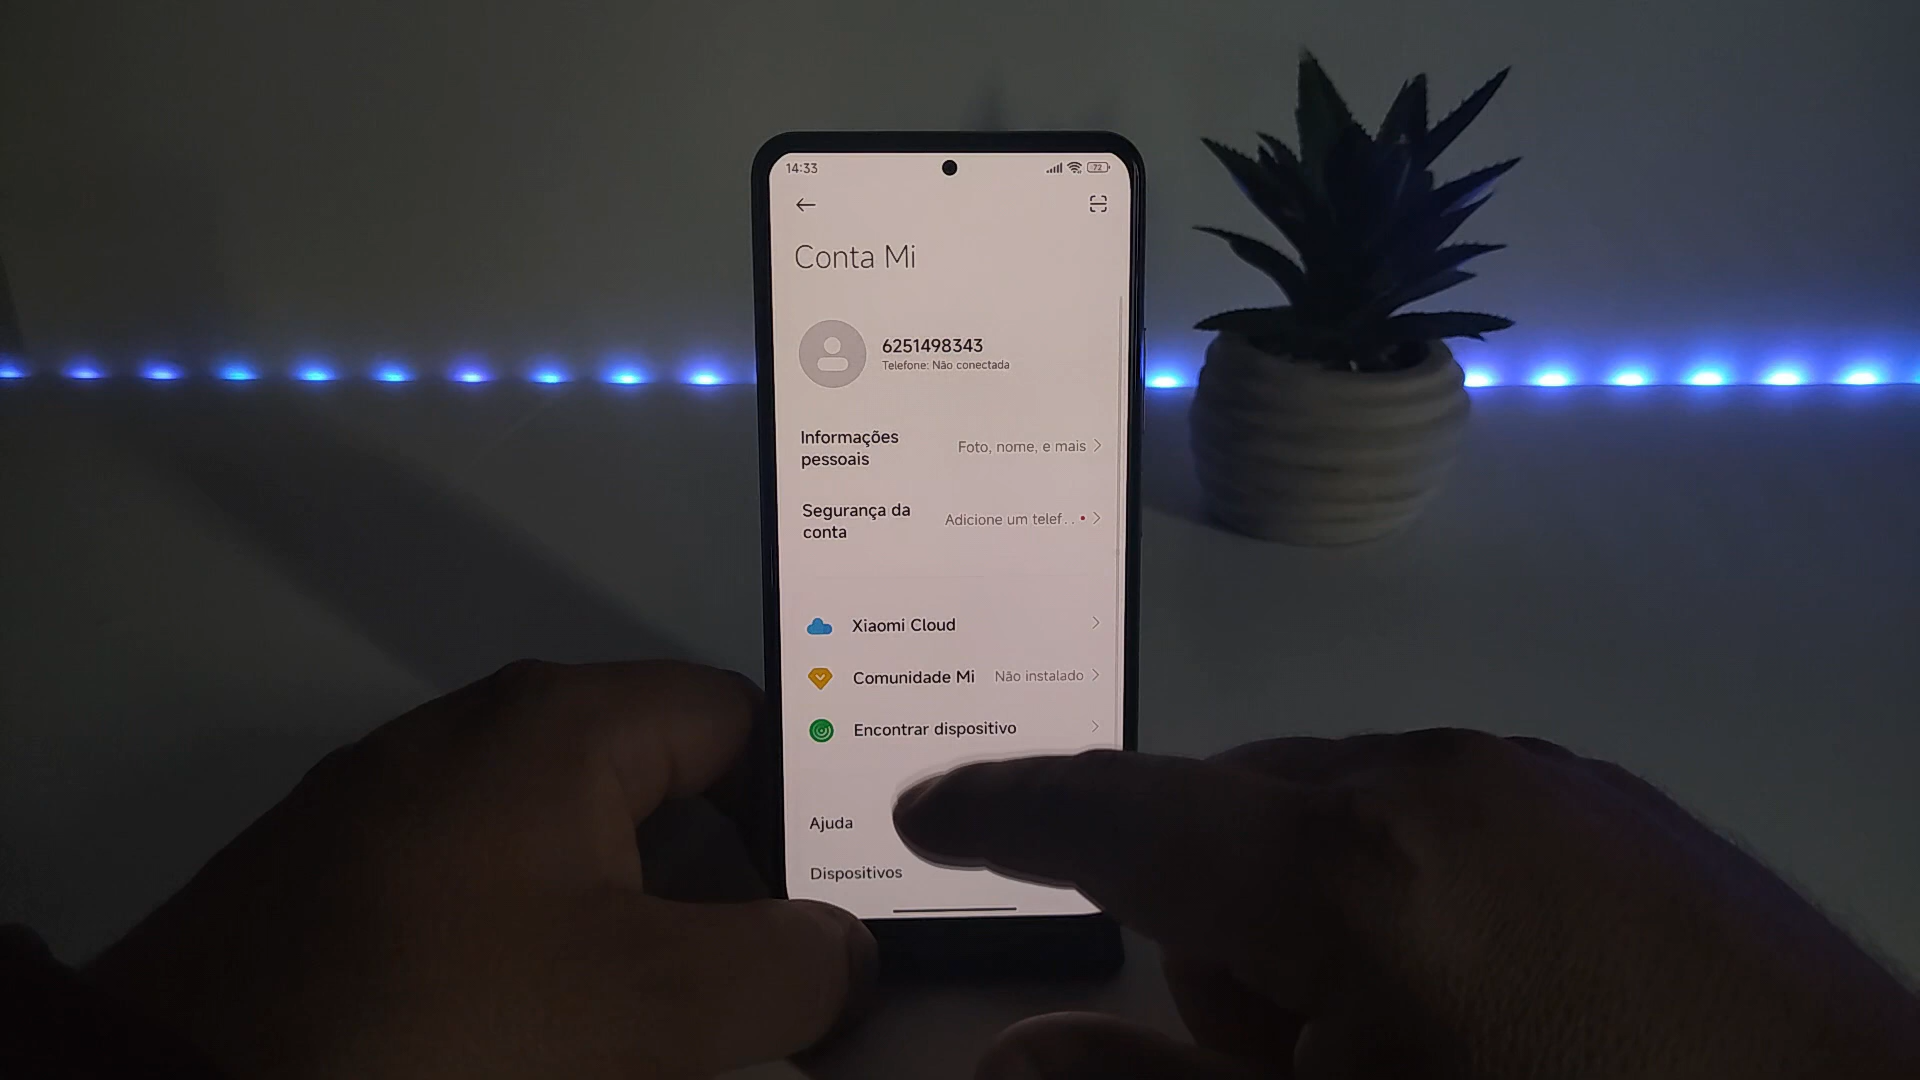 14:33
72
Conta Mi
6251498343
Telefone: Não conectada
Informações
pessoais
Foto, nome, e mais
Segurança da
conta
Adicione um telef..
Xiaomi Cloud
Comunidade Mi
Não instalado
Encontrar dispositivo
Ajuda
Dispositivos